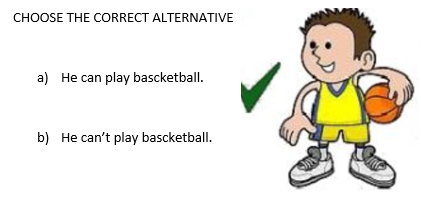 CHOOSE THE CORRECT ALTERNATIVE
a) He can play bascketball.
b) He can’t play bascketball.